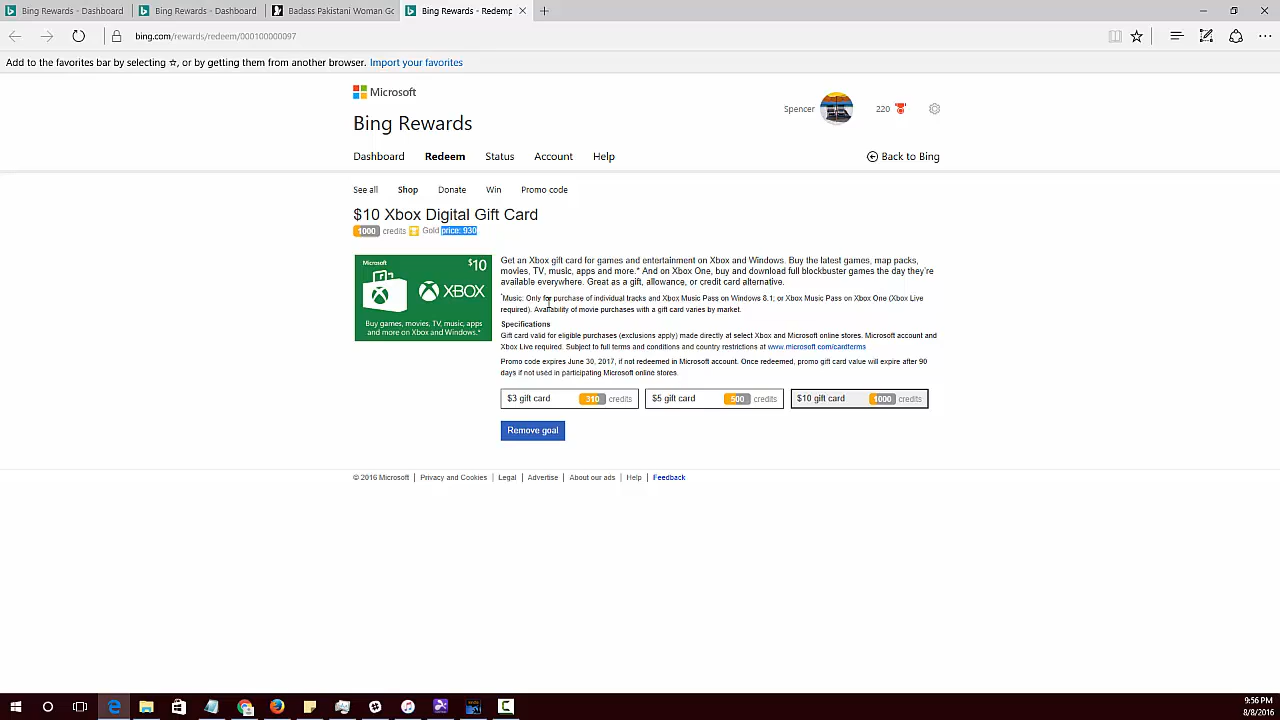 Bing Rewards - Dashboard
Bing Rewards - Dashboard
Badass Pakistani Woman Go
Bing Rewards - Redemp
bing.com/rewards/redeem/000100000097
Add to the favorites bar by selecting ☆, or by getting them from another browser. Import your favorites
Microsoft
Spencer 220
Bing Rewards
Dashboard Redeem Status Account Help Back to Bing
See all Shop Donate Win Promo code
$10 Xbox Digital Gift Card
1000 credits Gold price: 930
Microsoft $10
XBOX
Buy games, movies, TV, music, apps
and more on Xbox and Windows.*
Get an Xbox gift card for games and entertainment on Xbox and Windows. Buy the latest games, map packs,
movies, TV, music, apps and more.* And on Xbox One, buy and download full blockbuster games the day they're
available everywhere. Great as a gift, allowance, or credit card alternative.
*Music: Only for purchase of individual tracks and Xbox Music Pass on Windows 8.1; or Xbox Music Pass on Xbox One (Xbox Live
required). Availability of movie purchases with a gift card varies by market.
Specifications
Gift card valid for eligible purchases (exclusions apply) made directly at select Xbox and Microsoft online stores. Microsoft account and
Xbox Live required. Subject to full terms and conditions and country restrictions at www.microsoft.com/cardterms
Promo code expires June 30, 2017, if not redeemed in Microsoft account. Once redeemed, promo gift card value will expire after 90
days if not used in participating Microsoft online stores.
$3 gift card 310 credits $5 gift card 500 credits $10 gift card 1000 credits
Remove goal
© 2016 Microsoft | Privacy and Cookies | Legal | Advertise | About our ads | Help | Feedback
9:56 PM
8/8/2016